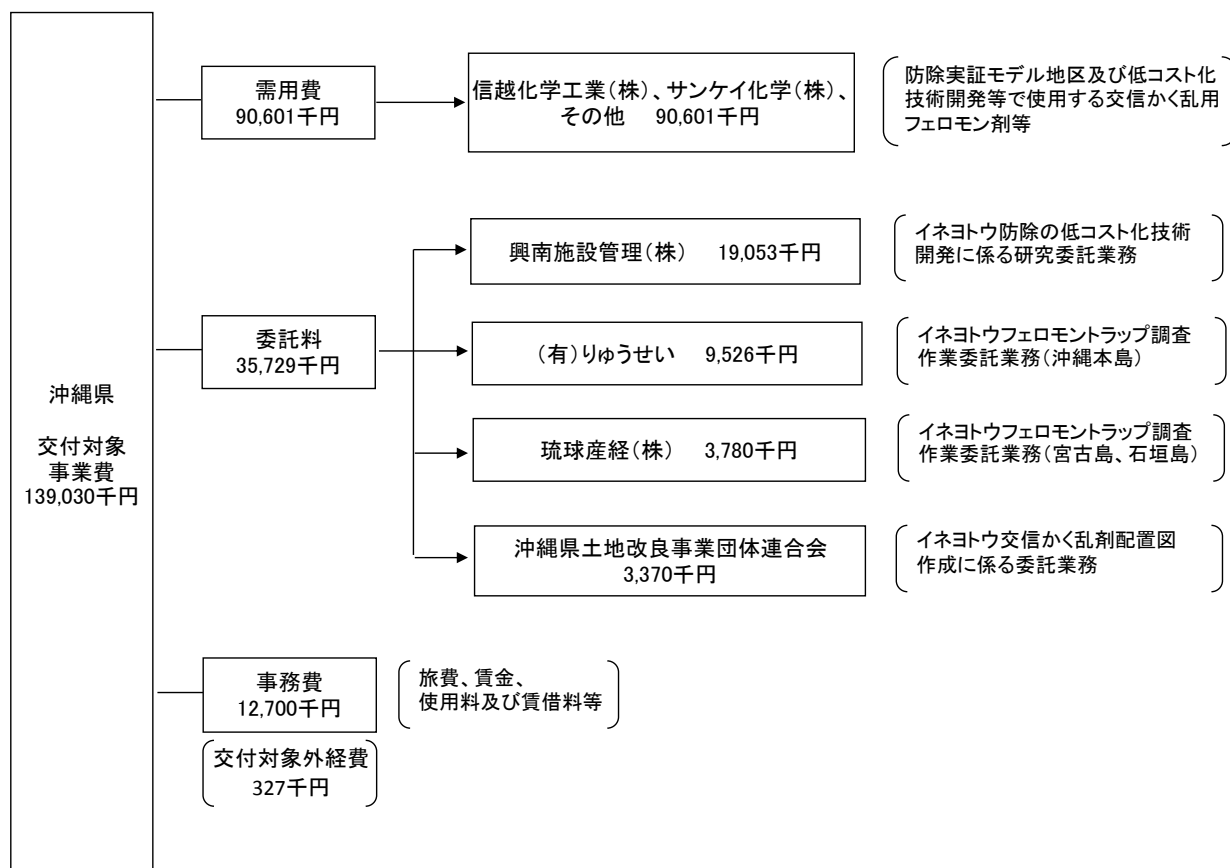 沖縄県
交付対象
事業費
139,030千円
需用費
90,601千円
信越化学工業(株)、サンケイ化学(株)、
その他 90,601千円
防除実証モデル地区及び低コスト化
技術開発等で使用する交信かく乱用
フェロモン剤等
委託料
35,729千円
興南施設管理(株) 19,053千円
イネヨトウ防除の低コスト化技術
開発に係る研究委託業務
(有)りゅうせい 9,526千円
イネヨトウフェロモントラップ調査
作業委託業務(沖縄本島)
琉球産経(株) 3,780千円
イネヨトウフェロモントラップ調査
作業委託業務(宮古島、石垣島)
沖縄県土地改良事業団体連合会
3,370千円
イネヨトウ交信かく乱剤配置図
作成に係る委託業務
事務費
12,700千円
旅費、賃金、
使用料及び賃借料等
交付対象外経費
327千円